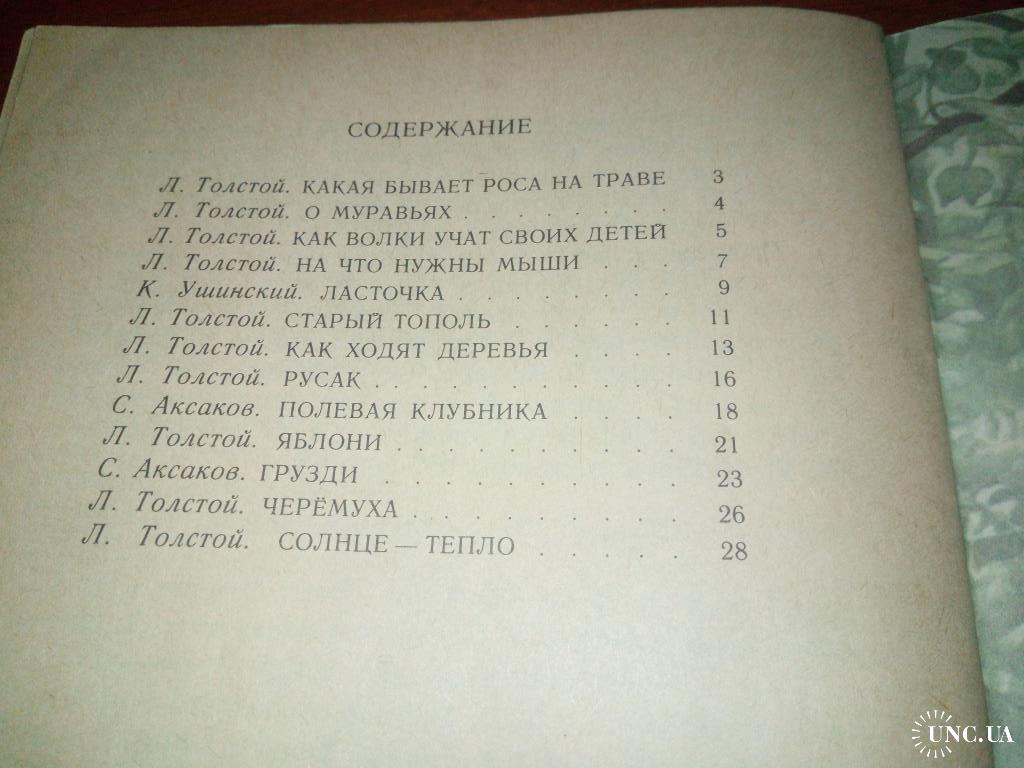 СОДЕРЖАНИЕ
Л. Толстой. КАКАЯ БЫВАЕТ РОСА НА ТРАВЕ 3
Л. Толстой. О МУРАВЬЯХ . . . . . . . . 4
Л. Толстой. КАК ВОЛКИ УЧАТ СВОИХ ДЕТЕЙ 5
Л. Толстой. НА ЧТО НУЖНЫ МЫШИ . . . 7
К. Ушинский. ЛАСТОЧКА . . . . . . . . 9
Л. Толстой. СТАРЫЙ ТОПОЛЬ . . . . . . 11
Л. Толстой. КАК ХОДЯТ ДЕРЕВЬЯ . . . . 13
Л. Толстой. РУСАК . . . . . . . . . . . 16
С. Аксаков. ПОЛЕВАЯ КЛУБНИКА . . . . 18
Л. Толстой. ЯБЛОНИ . . . . . . . . . . 21
С. Аксаков. ГРУЗДИ . . . . . . . . . . 23
Л. Толстой. ЧЕРЁМУХА . . . . . . . . . 26
Л. Толстой. СОЛНЦЕ — ТЕПЛО . . . . . 28
UNC.UA